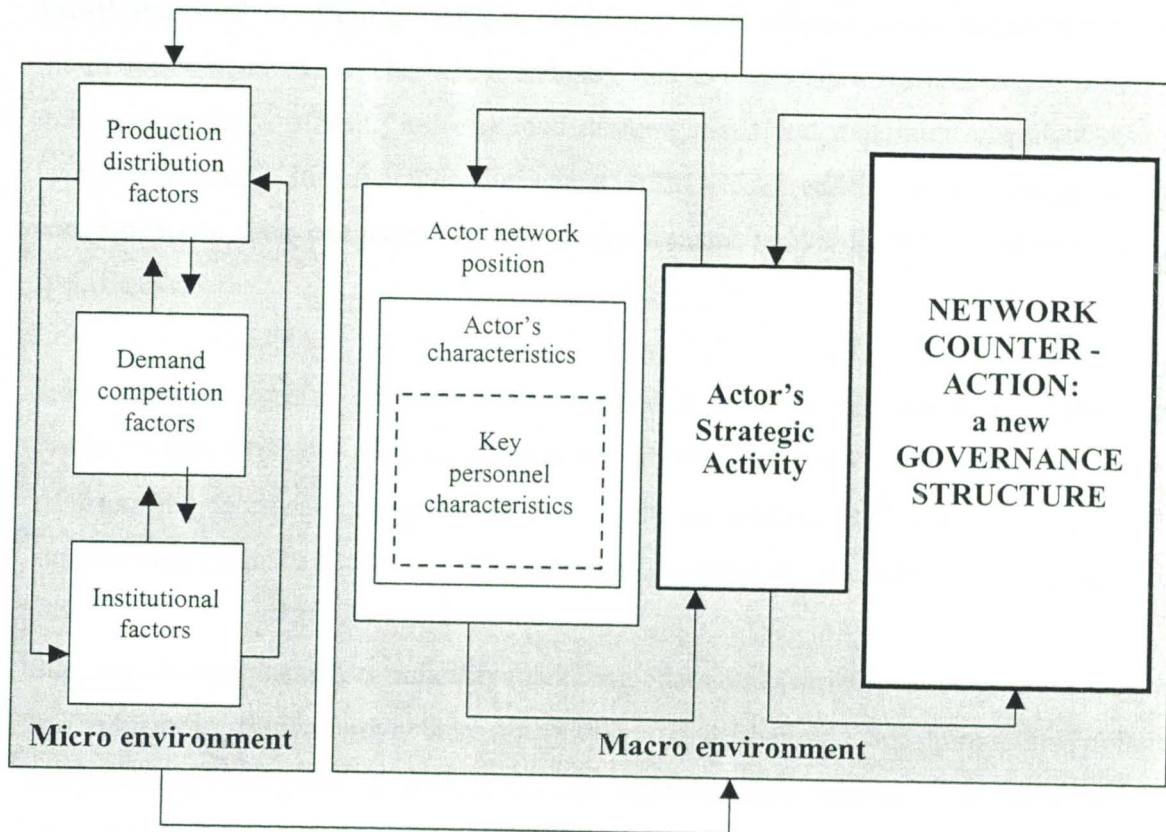 Production
distribution
factors
Demand
competition
factors
Institutional
factors
Micro environment
Actor network
position
Actor's
characteristics
Key
personnel
characteristics
Actor's
Strategic
Activity
NETWORK
COUNTER -
ACTION:
a new
GOVERNANCE
STRUCTURE
Macro environment